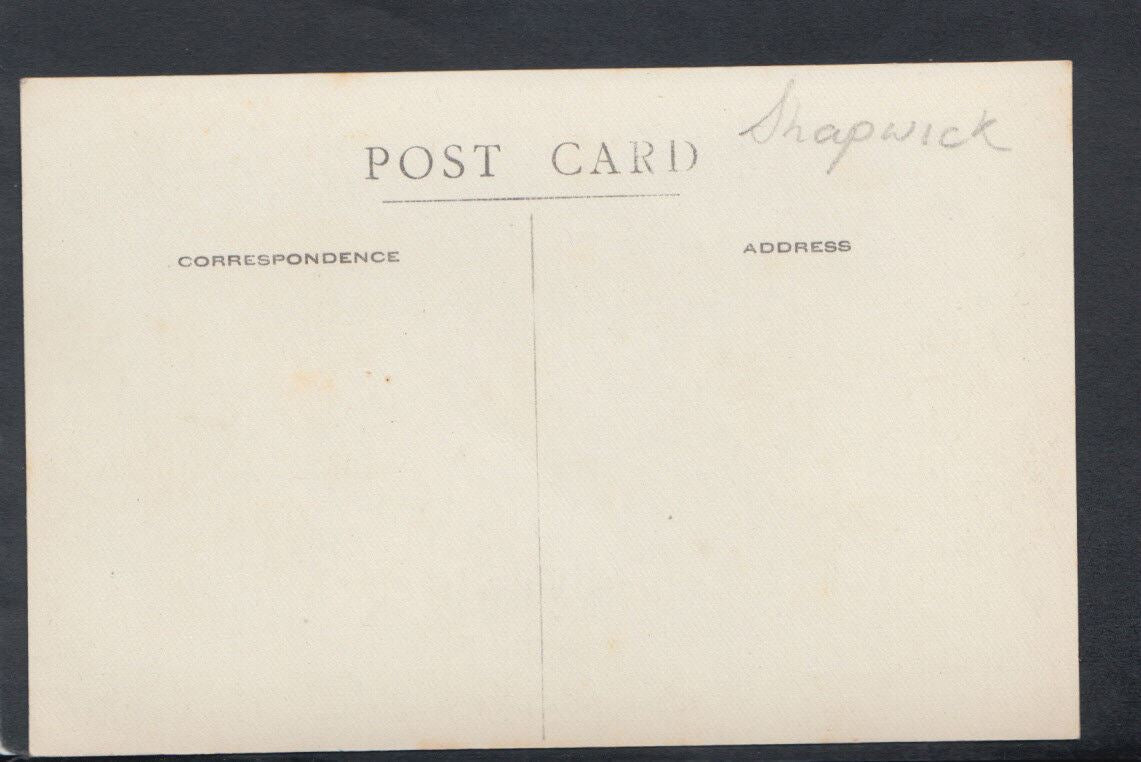 Shapwick
POST CARD
CORRESPONDENCE
ADDRESS